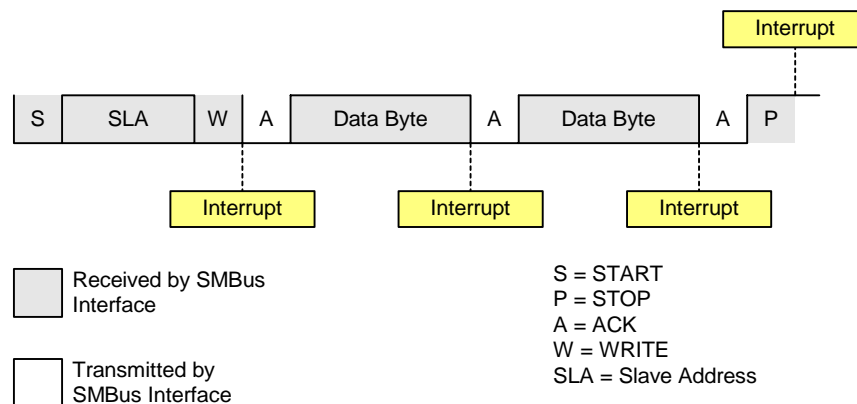 Interrupt
S SLA W A Data Byte A Data Byte A P
Interrupt Interrupt Interrupt
Received by SMBus
Interface
Transmitted by
SMBus Interface
S = START
P = STOP
A = ACK
W = WRITE
SLA = Slave Address